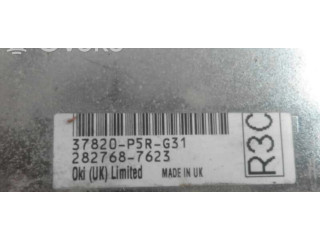 37820-P5R-G31
282768-7623
Oki (UK) Limited MADE IN UK
R3C